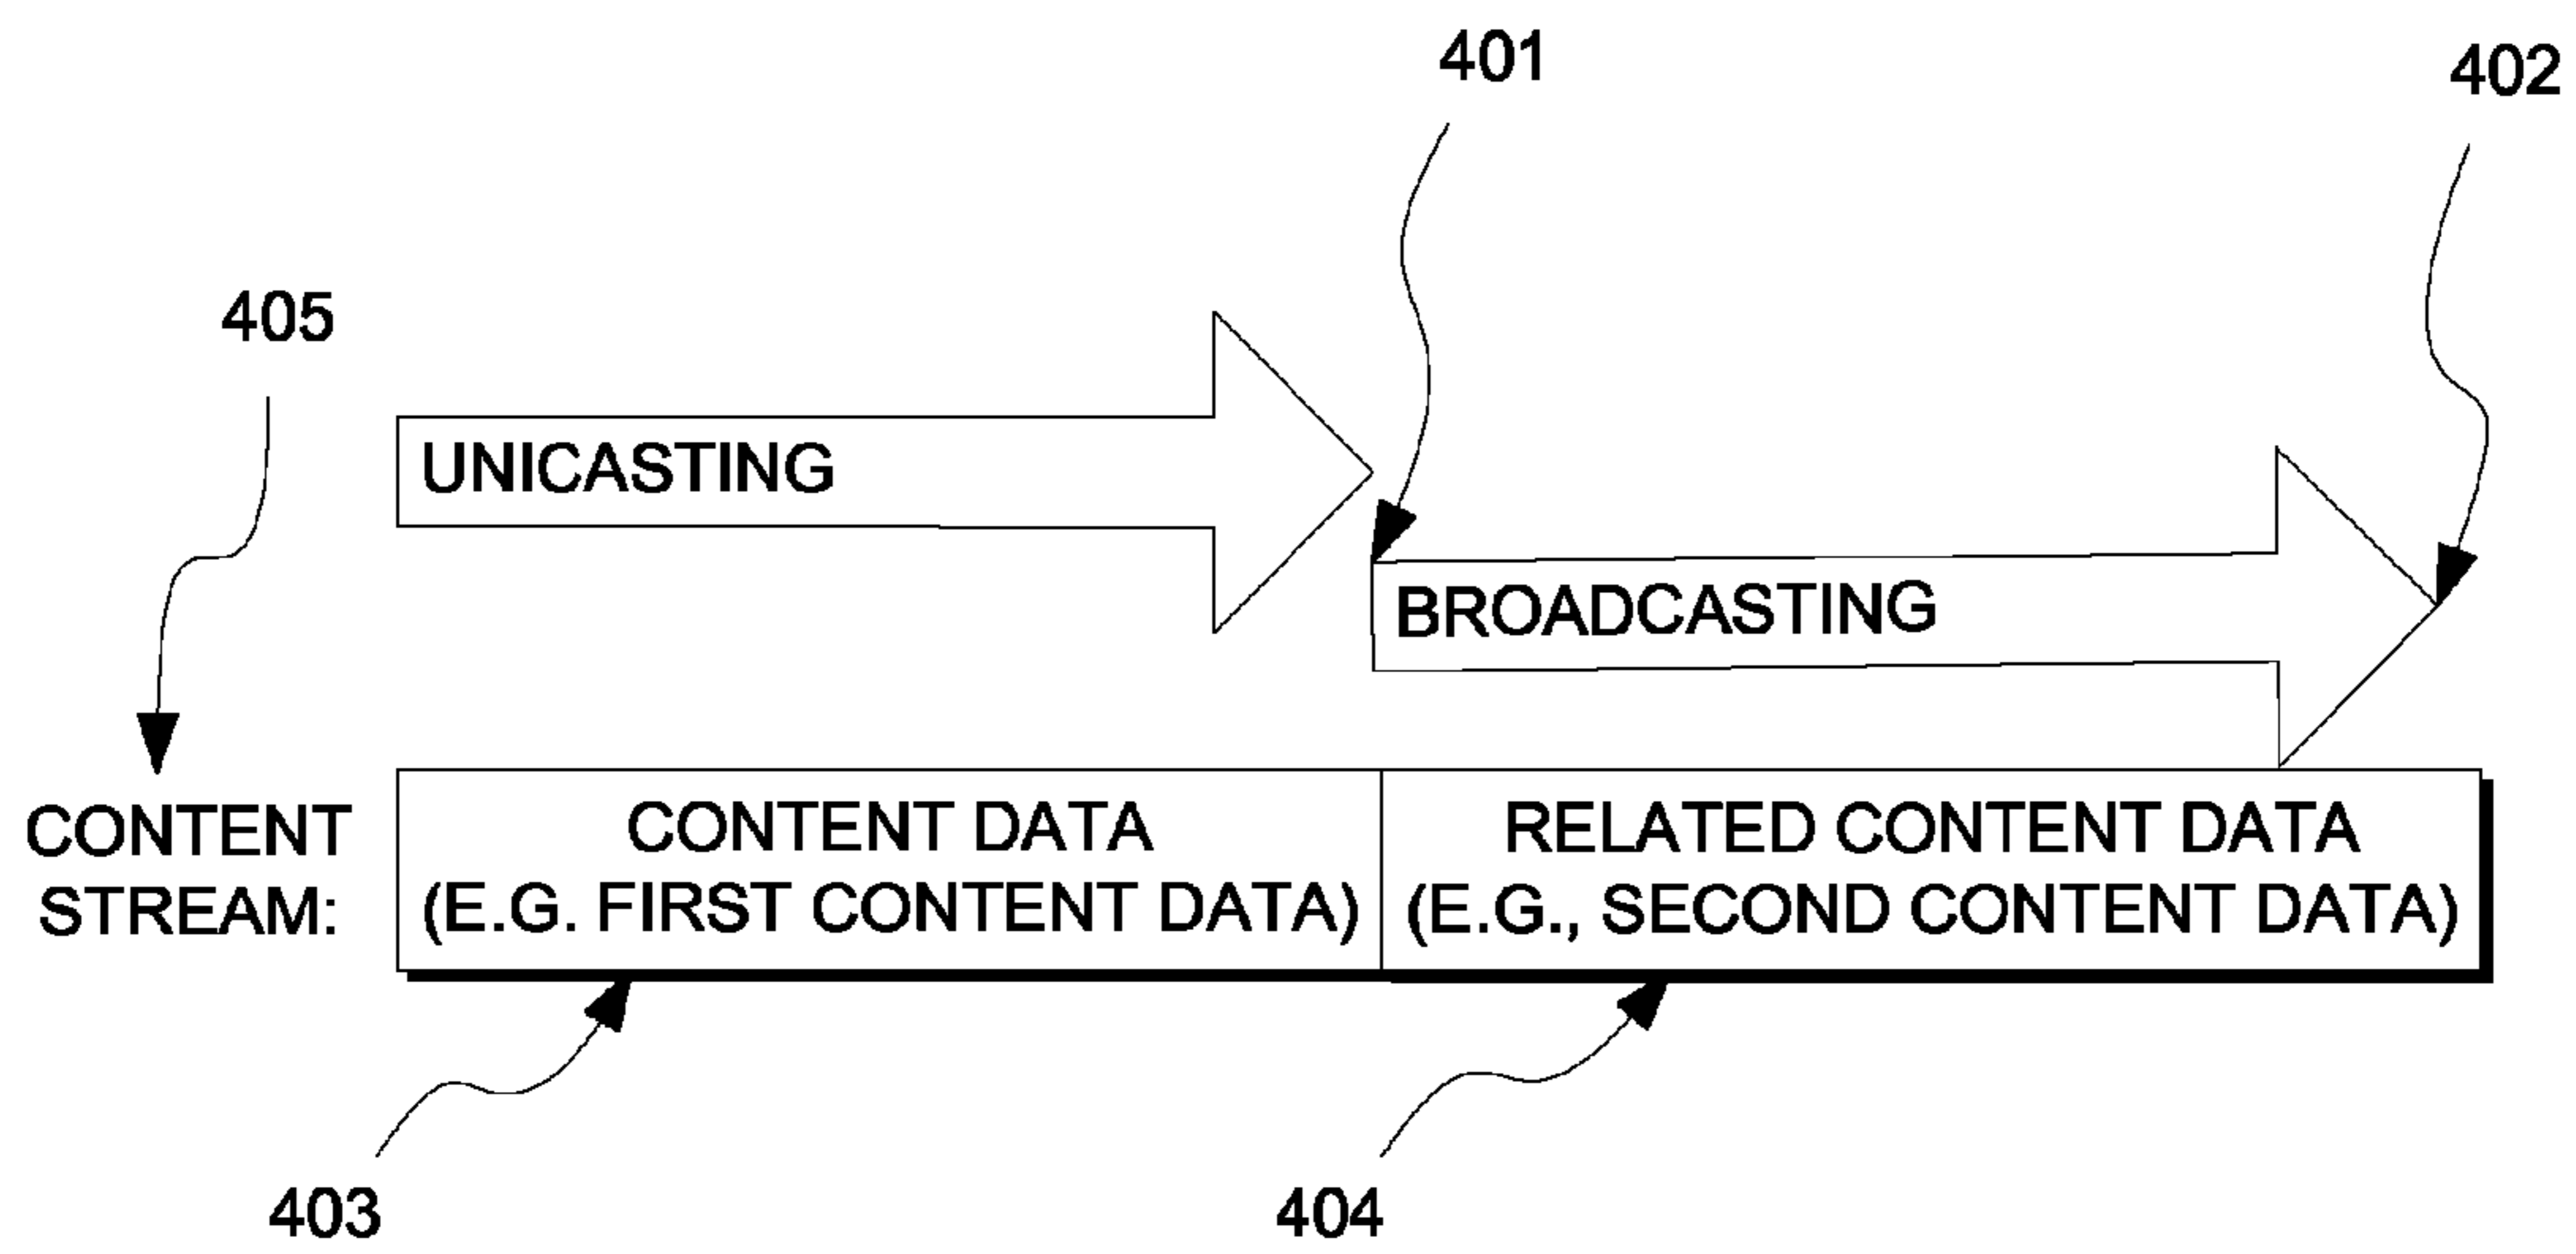 401
402
405
UNICASTING
BROADCASTING
CONTENT
STREAM:
CONTENT DATA
(E.G. FIRST CONTENT DATA)
RELATED CONTENT DATA
(E.G., SECOND CONTENT DATA)
403
404